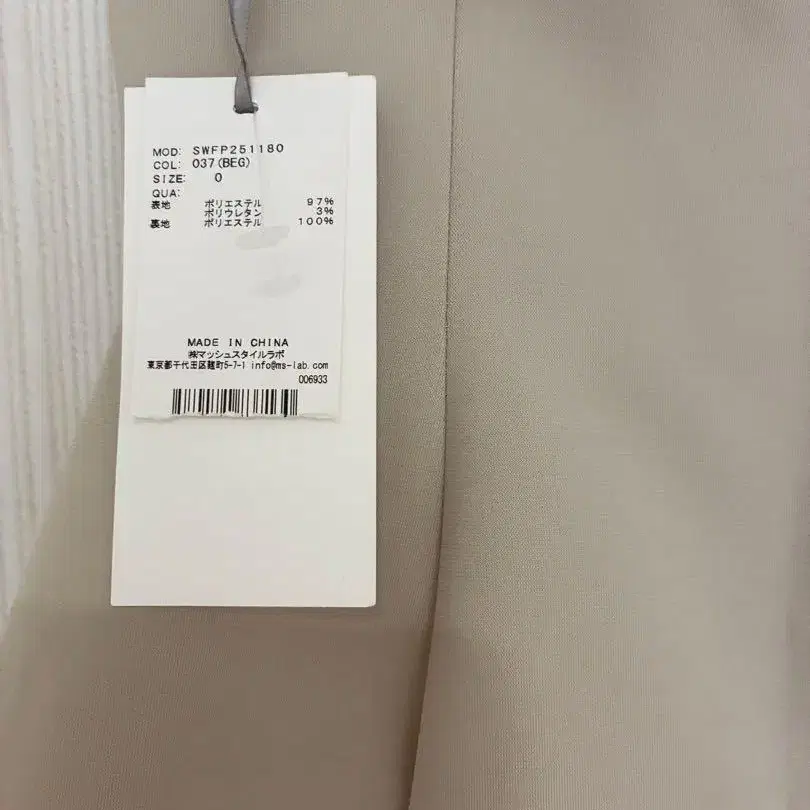 MOD: SWFP251180
COL: 037(BEG)
SIZE: 0
QUA:
表地 ポリエステル 97%
ポリウレタン 3%
裏地 ポリエステル 100%
MADE IN CHINA
㈱マッシュスタイルラボ
東京都千代田区麹町5-7-1 info@ms-lab.com
006933